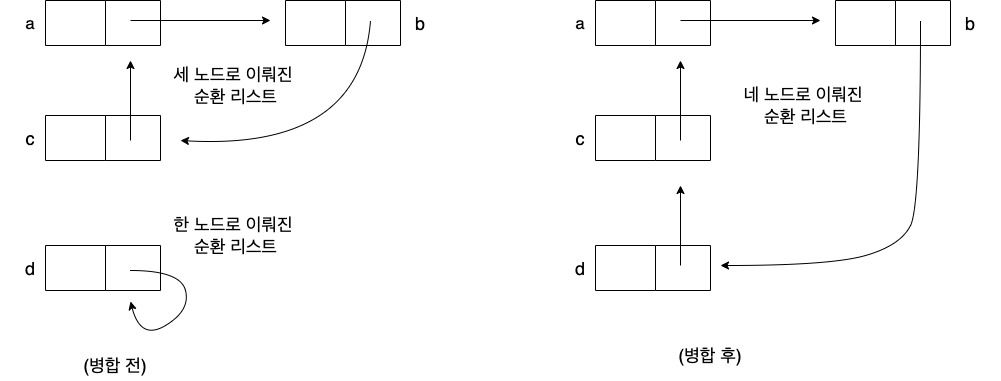 a
b
세 노드로 이뤄진
순환 리스트
c
한 노드로 이뤄진
순환 리스트
d
(병합 전)
a
b
네 노드로 이뤄진
순환 리스트
c
d
(병합 후)